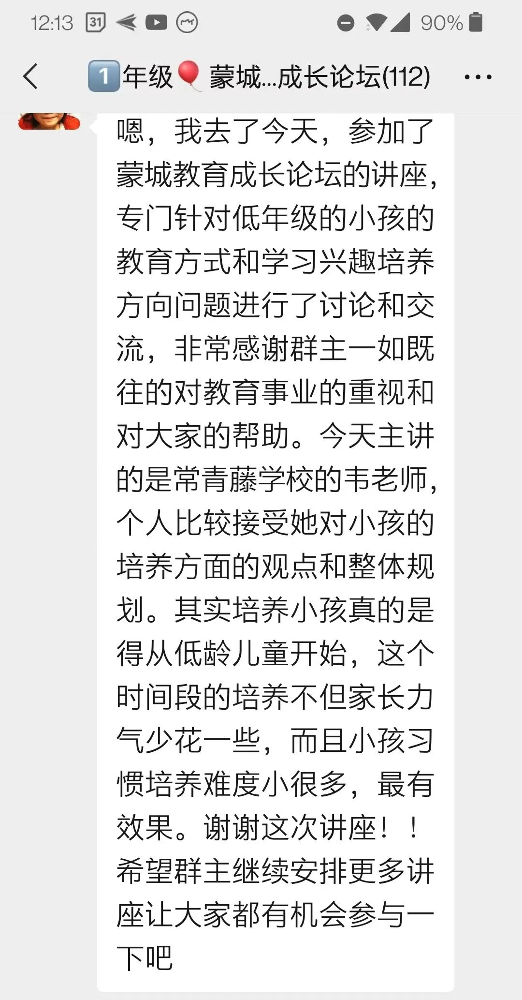 12:13 31 90%
1年级🎈 蒙城...成长论坛(112)
嗯，我去了今天，参加了
蒙城教育成长论坛的讲座，
专门针对低年级的小孩的
教育方式和学习兴趣培养
方向问题进行了讨论和交
流，非常感谢群主一如既
往的对教育事业的重视和
对大家的帮助。今天主讲
的是常青藤学校的韦老师，
个人比较接受她对小孩的
培养方面的观点和整体规
划。其实培养小孩真的是
得从低龄儿童开始，这个
时间段的培养不但家长力
气少花一些，而且小孩习
惯培养难度小很多，最有
效果。谢谢这次讲座！！
希望群主继续安排更多讲
座让大家都有机会参与一
下吧